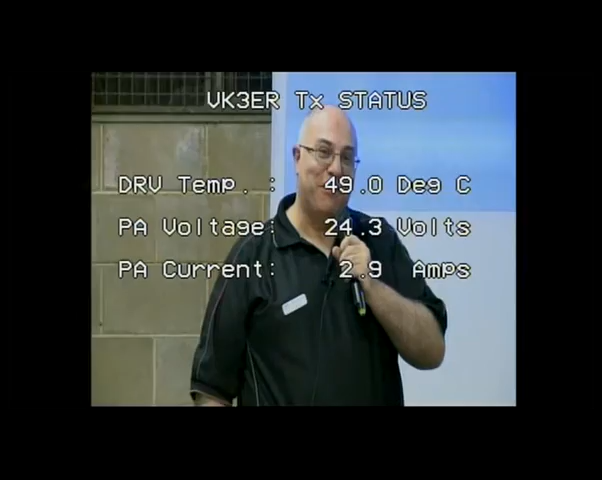 VK3ER Tx STATUS
DRV Temp. : 49.0 Deg C
PA Voltage: 24.3 Volts
PA Current: 2.9 Amps